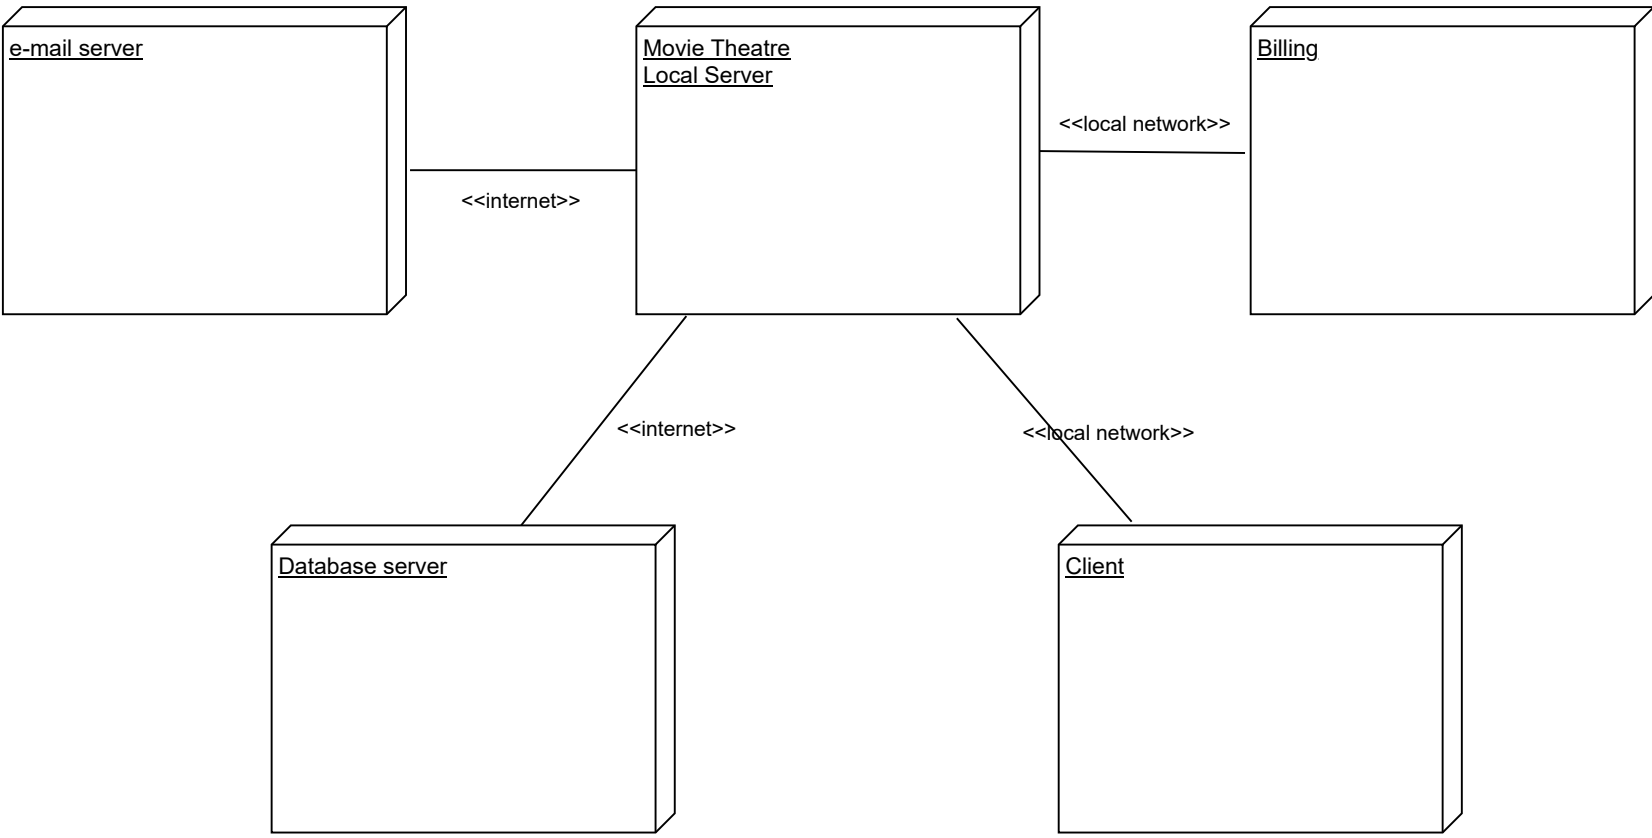 e-mail server
Movie Theatre
Local Server
Billing
<<local network>>
<<internet>>
<<internet>>
<<local network>>
Database server
Client